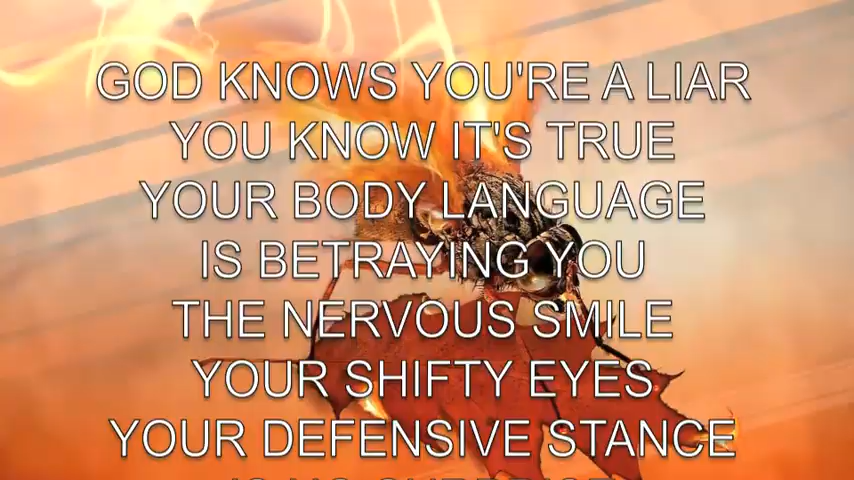 GOD KNOWS YOU'RE A LIAR
YOU KNOW IT'S TRUE
YOUR BODY LANGUAGE
IS BETRAYING YOU
THE NERVOUS SMILE
YOUR SHIFTY EYES
YOUR DEFENSIVE STANCE